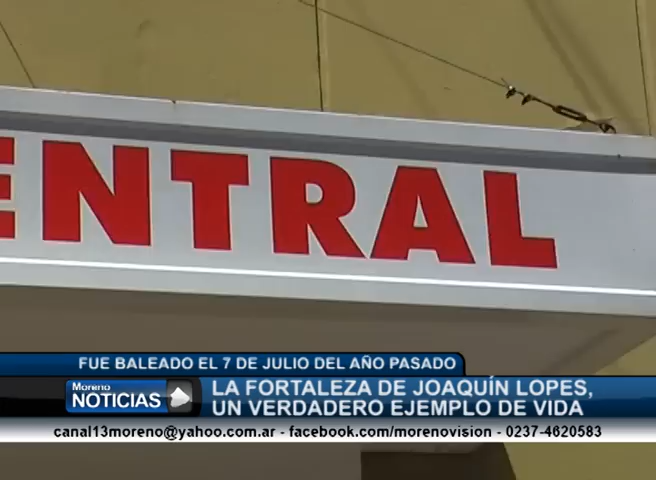 ENTRAL
FUE BALEADO EL 7 DE JULIO DEL AÑO PASADO
Moreno
NOTICIAS
LA FORTALEZA DE JOAQUÍN LOPES,
UN VERDADERO EJEMPLO DE VIDA
canal13moreno@yahoo.com.ar - facebook.com/morenovision - 0237-4620583